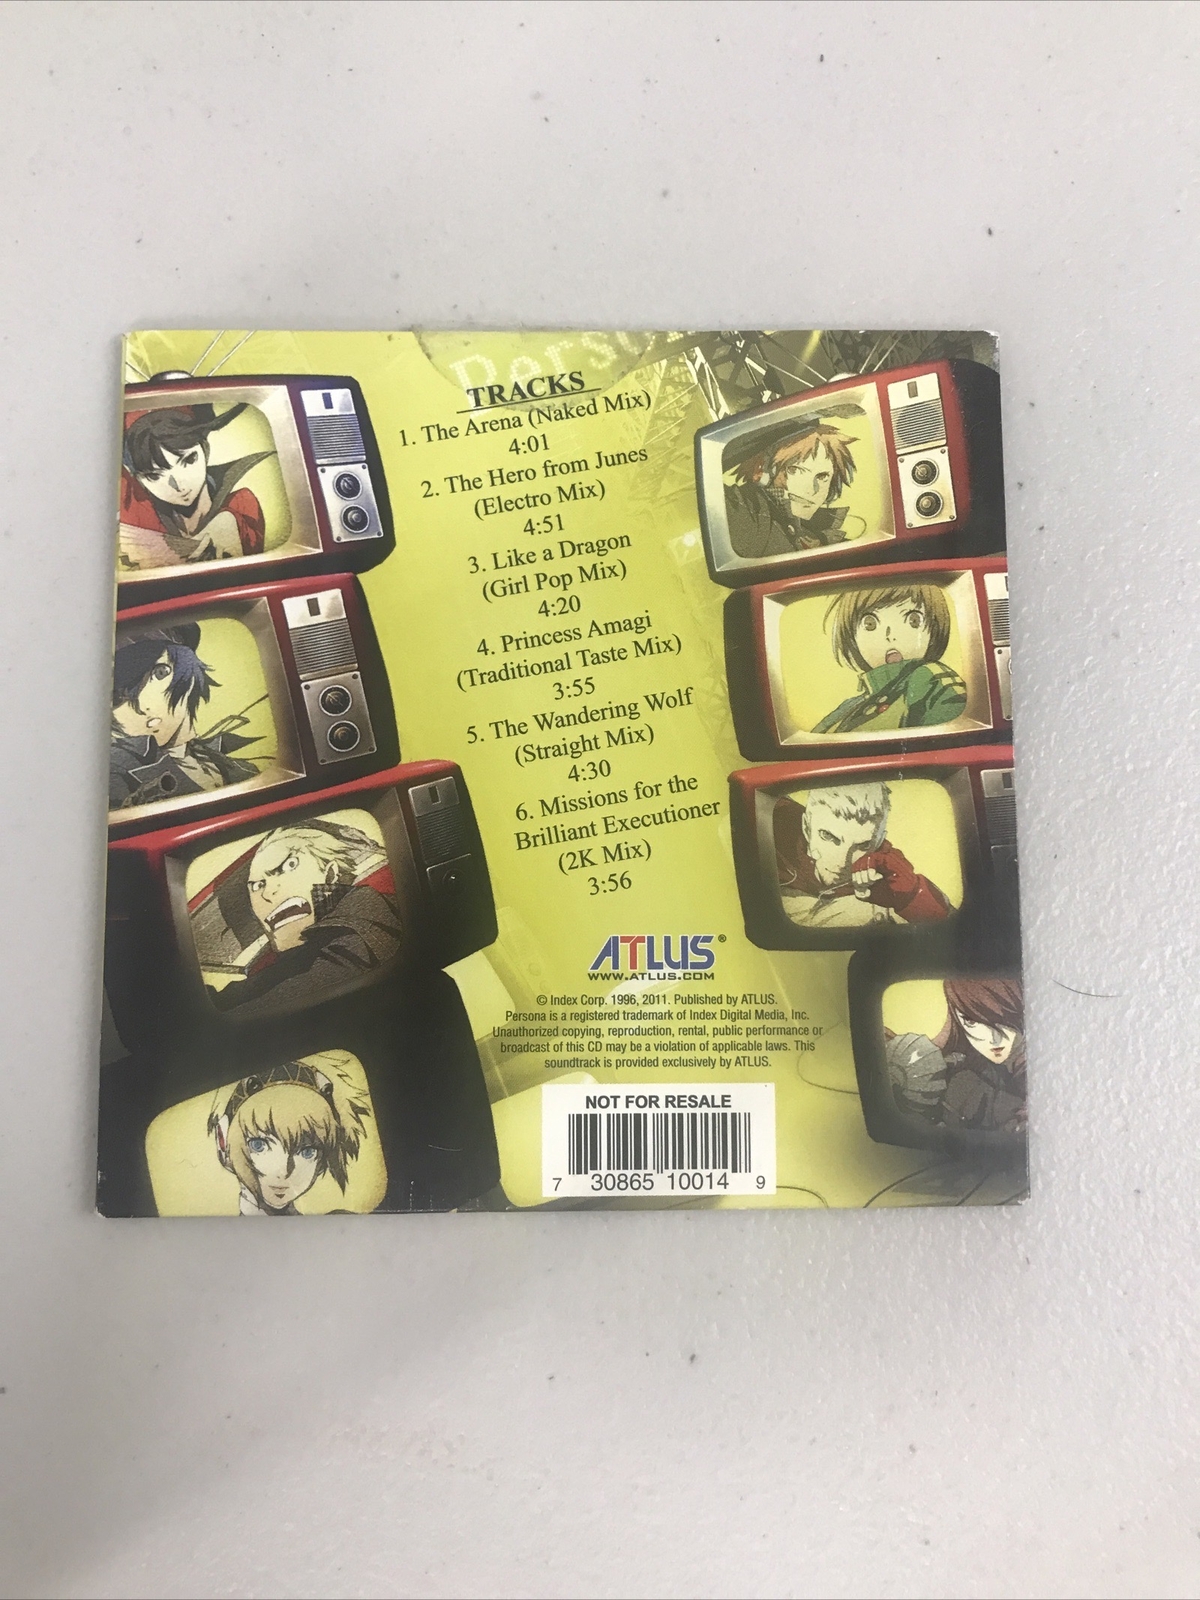 Perso
TRACKS
1. The Arena (Naked Mix)
4:01
2. The Hero from Junes
(Electro Mix)
4:51
3. Like a Dragon
(Girl Pop Mix)
4:20
4. Princess Amagi
(Traditional Taste Mix)
3:55
5. The Wandering Wolf
(Straight Mix)
4:30
6. Missions for the
Brilliant Executioner
(2K Mix)
3:56
ATLUS®
WWW.ATLUS.COM
© Index Corp. 1996, 2011. Published by ATLUS.
Persona is a registered trademark of Index Digital Media, Inc.
Unauthorized copying, reproduction, rental, public performance or
broadcast of this CD may be a violation of applicable laws. This
soundtrack is provided exclusively by ATLUS.
NOT FOR RESALE
7 30865 10014 9